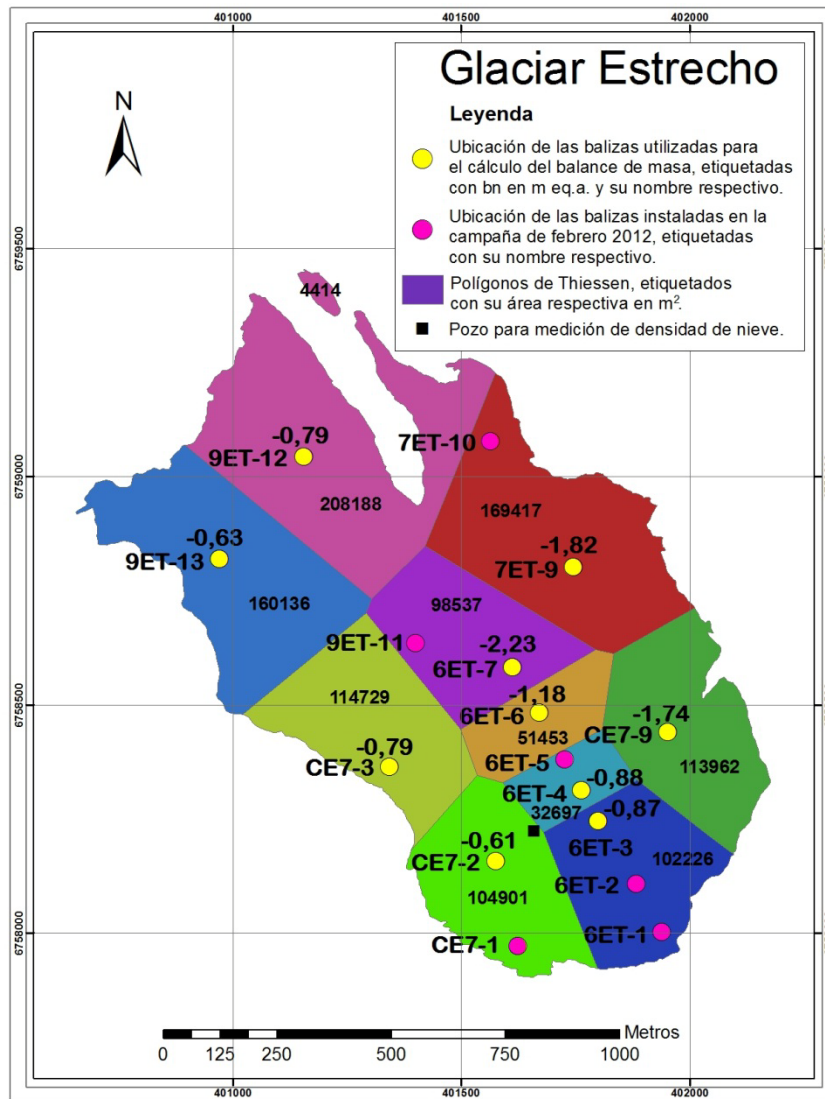 401000 401500 402000
Glaciar Estrecho
Leyenda
Ubicación de las balizas utilizadas para
el cálculo del balance de masa, etiquetadas
con bn en m eq.a. y su nombre respectivo.
Ubicación de las balizas instaladas en la
campaña de febrero 2012, etiquetadas
con su nombre respectivo.
Polígonos de Thiessen, etiquetados
con su área respectiva en m².
Pozo para medición de densidad de nieve.
N
6759500
4414
-0,79
7ET-10
9ET-12
6759000
208188
169417
-0,63
-1,82
9ET-13
7ET-9
160136
98537
9ET-11
-2,23
6ET-7
114729
-1,18
6758500
6ET-6
-1,74
51453
CE7-9
-0,79
CE7-3
6ET-5
113962
-0,88
6ET-4
32697
-0,87
-0,61
6ET-3
CE7-2
102226
6ET-2
104901
6ET-1
6758000
CE7-1
Metros
0 125 250 500 750 1000
401000 401500 402000